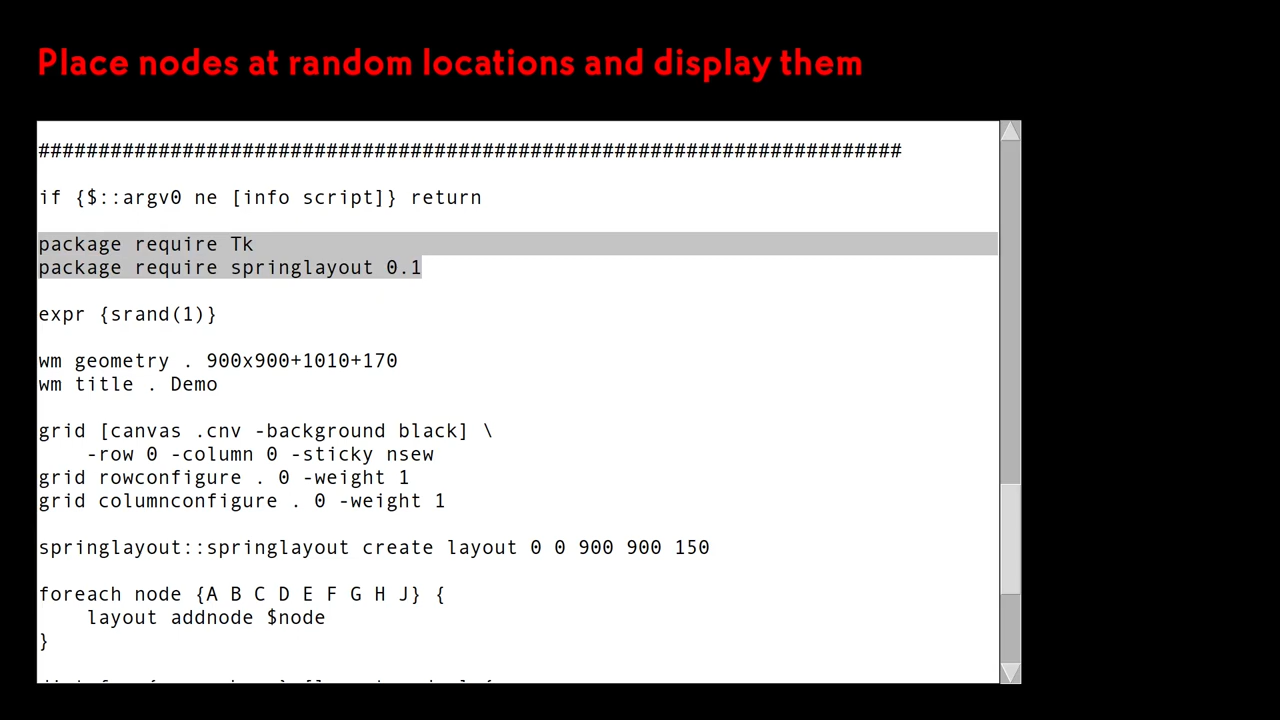 Place nodes at random locations and display them
########################################################################
if {$::argv0 ne [info script]} return
package require Tk
package require springlayout 0.1
expr {srand(1)}
wm geometry . 900x900+1010+170
wm title . Demo
grid [canvas .cnv -background black] \
    -row 0 -column 0 -sticky nsew
grid rowconfigure . 0 -weight 1
grid columnconfigure . 0 -weight 1
springlayout::springlayout create layout 0 0 900 900 150
foreach node {A B C D E F G H J} {
    layout addnode $node
}